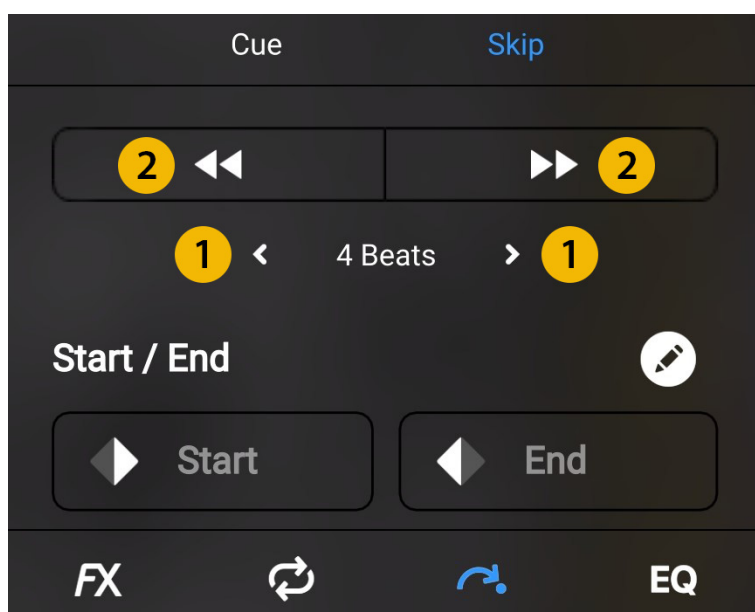 Cue Skip
2 2
1 4 Beats 1
Start / End
Start End
FX EQ